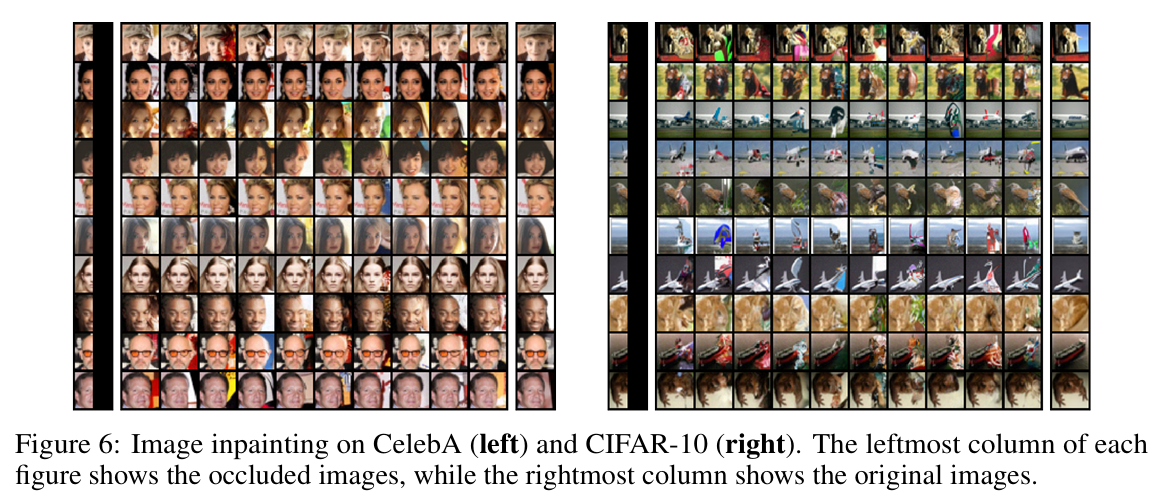 Figure 6: Image inpainting on CelebA (left) and CIFAR-10 (right). The leftmost column of each
figure shows the occluded images, while the rightmost column shows the original images.